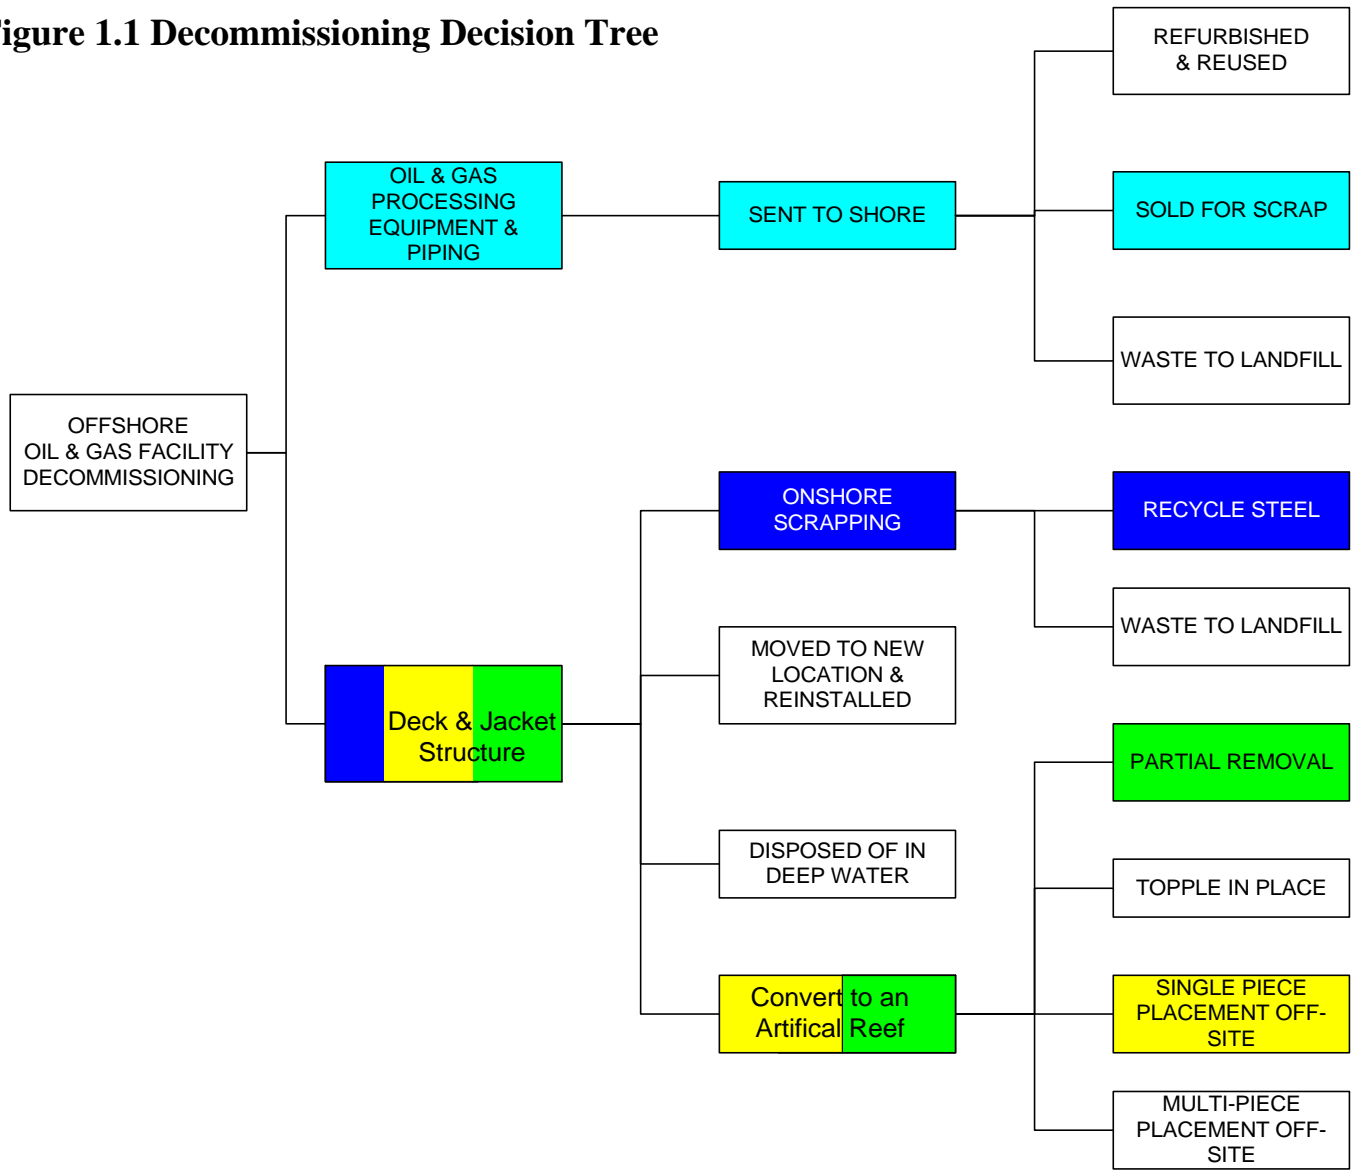 igure 1.1 Decommissioning Decision Tree
REFURBISHED
& REUSED
OIL & GAS
PROCESSING
EQUIPMENT &
PIPING
SENT TO SHORE
SOLD FOR SCRAP
WASTE TO LANDFILL
OFFSHORE
OIL & GAS FACILITY
DECOMMISSIONING
ONSHORE
SCRAPPING
RECYCLE STEEL
WASTE TO LANDFILL
MOVED TO NEW
LOCATION &
REINSTALLED
Deck & Jacket
Structure
PARTIAL REMOVAL
DISPOSED OF IN
DEEP WATER
TOPPLE IN PLACE
Convert to an
Artifical Reef
SINGLE PIECE
PLACEMENT OFF-
SITE
MULTI-PIECE
PLACEMENT OFF-
SITE